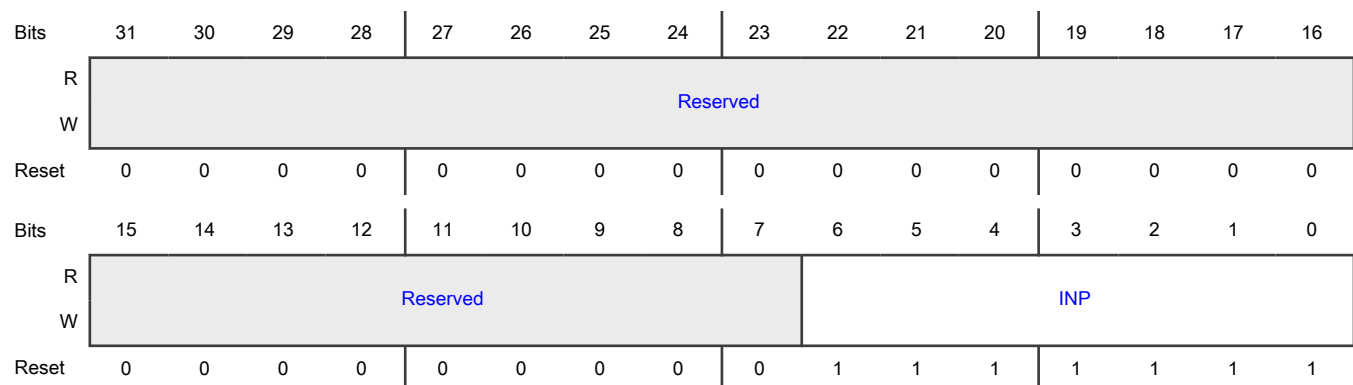 Bits 31 30 29 28 27 26 25 24 23 22 21 20 19 18 17 16
R
Reserved
W
Reset 0 0 0 0 0 0 0 0 0 0 0 0 0 0 0 0
Bits 15 14 13 12 11 10 9 8 7 6 5 4 3 2 1 0
R
Reserved INP
W
Reset 0 0 0 0 0 0 0 0 0 1 1 1 1 1 1 1